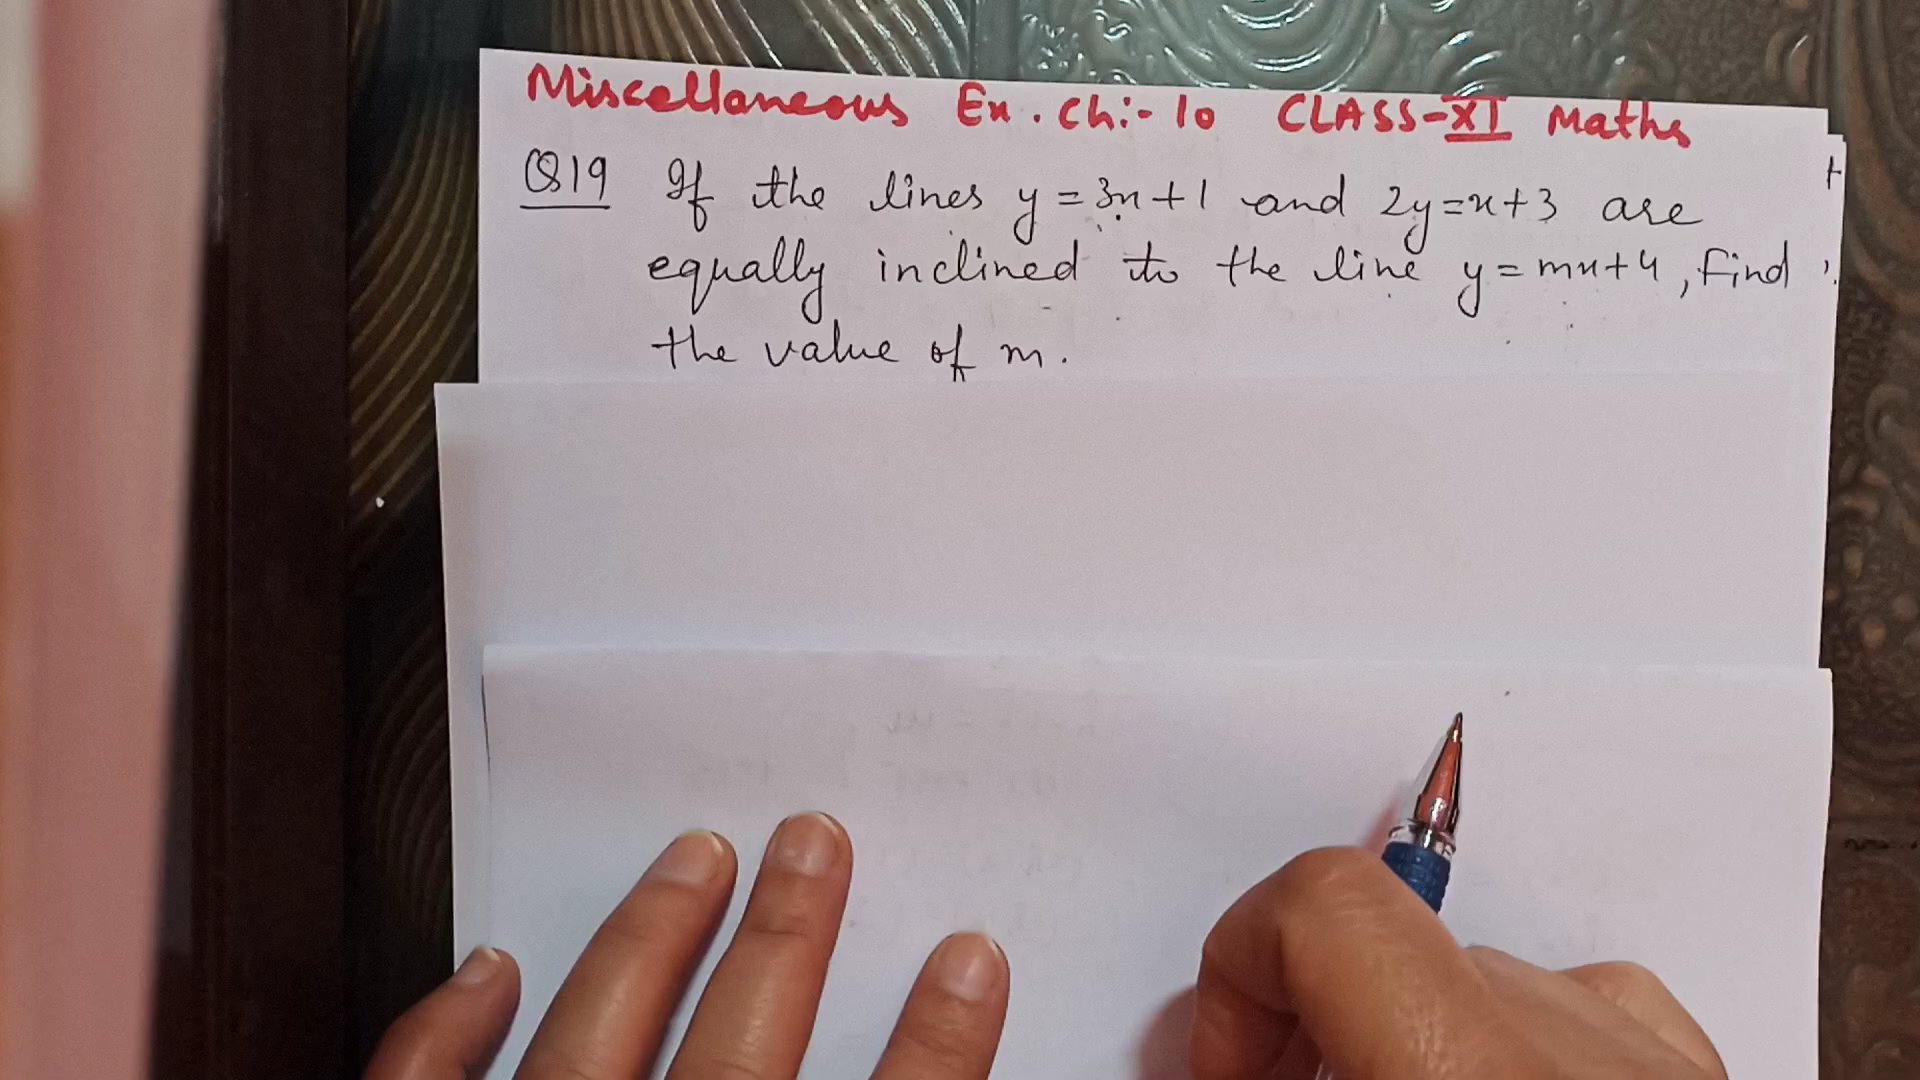 Miscellaneous Ex. Ch:- 10 CLASS-XI Maths
Q19 If the lines y = 3x + 1 and 2y = x + 3 are
equally inclined to the line y = mx + 4, find
the value of m.